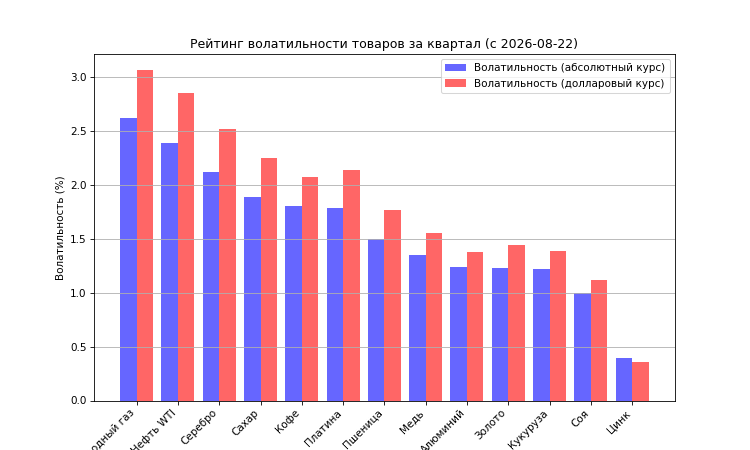 Рейтинг волатильности товаров за квартал (с 2026-08-22)
Волатильность (абсолютный курс)
Волатильность (долларовый курс)
Волатильность (%)
3.0
2.5
2.0
1.5
1.0
0.5
0.0
газ
Нефть WTI
Серебро
Сахар
Кофе
Платина
Пшеница
Медь
Алюминий
Золото
Кукуруза
Соя
Цинк